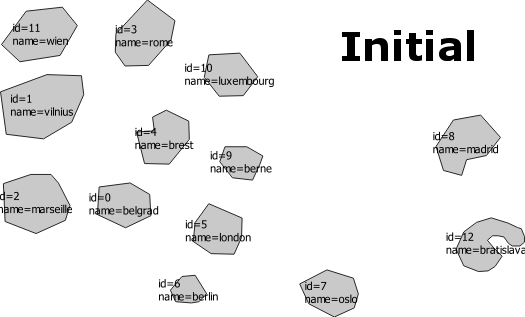 id=11
name=wien
id=3
name=rome
Initial
id=10
name=luxembourg
id=1
name=vilnius
id=4
name=brest
id=8
name=madrid
id=9
name=berne
id=2
name=marseille
id=0
name=belgrad
id=5
name=london
id=12
name=bratislava
id=6
name=berlin
id=7
name=oslo